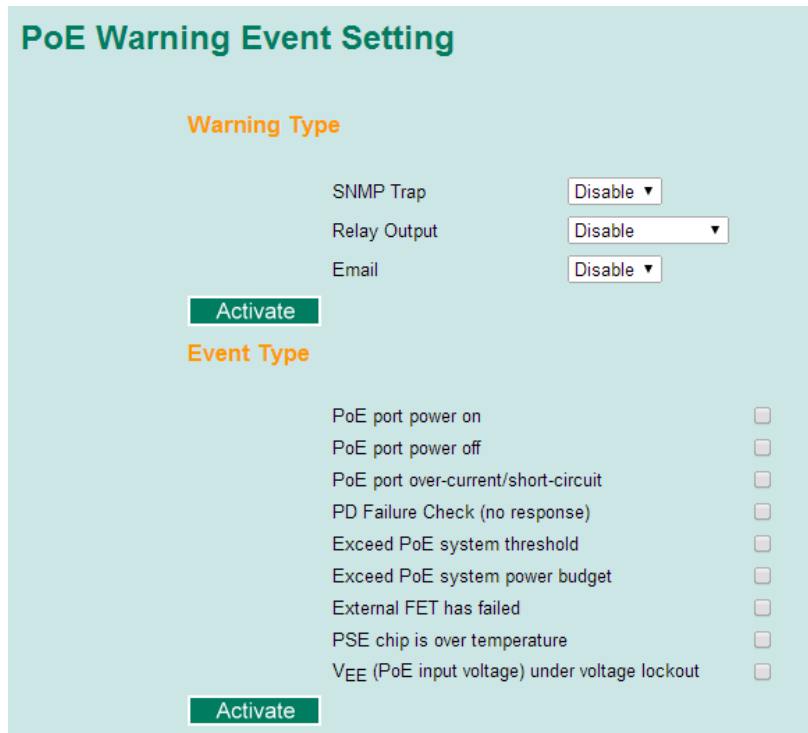 PoE Warning Event Setting
Warning Type
SNMP Trap Disable
Relay Output Disable
Email Disable
Activate
Event Type
PoE port power on
PoE port power off
PoE port over-current/short-circuit
PD Failure Check (no response)
Exceed PoE system threshold
Exceed PoE system power budget
External FET has failed
PSE chip is over temperature
VEE (PoE input voltage) under voltage lockout
Activate